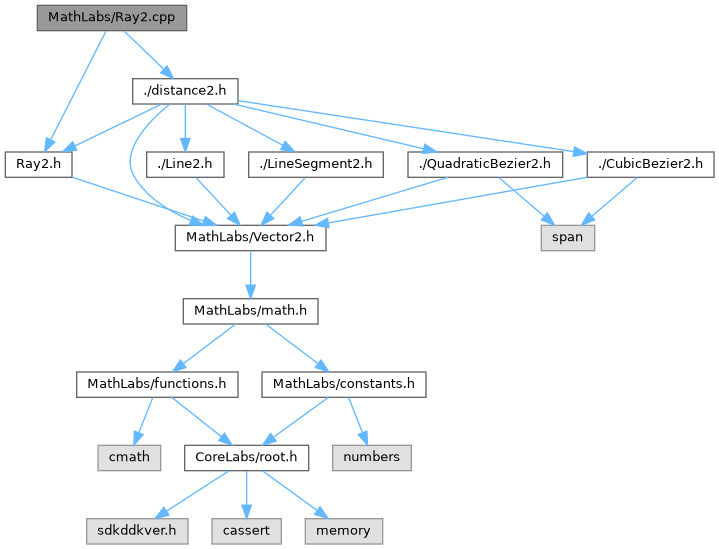 MathLabs/Ray2.cpp
./distance2.h
Ray2.h
./Line2.h
./LineSegment2.h
./QuadraticBezier2.h
./CubicBezier2.h
MathLabs/Vector2.h
span
MathLabs/math.h
MathLabs/functions.h
MathLabs/constants.h
cmath
CoreLabs/root.h
numbers
sdkddkver.h
cassert
memory